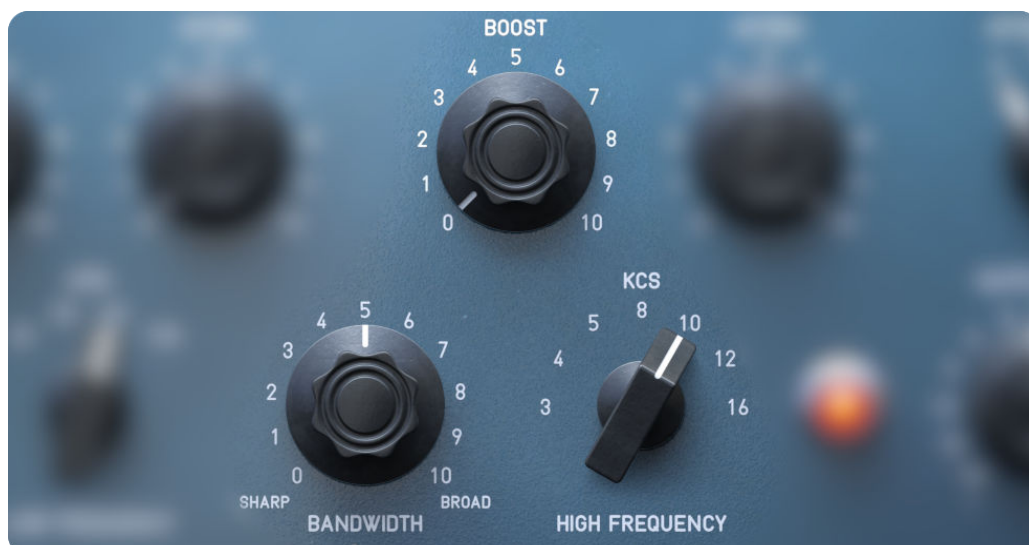 BOOST
0 1 2 3 4 5 6 7 8 9 10
0 1 2 3 4 5 6 7 8 9 10
SHARP BROAD
BANDWIDTH
KCS
3 4 5 8 10 12 16
HIGH FREQUENCY